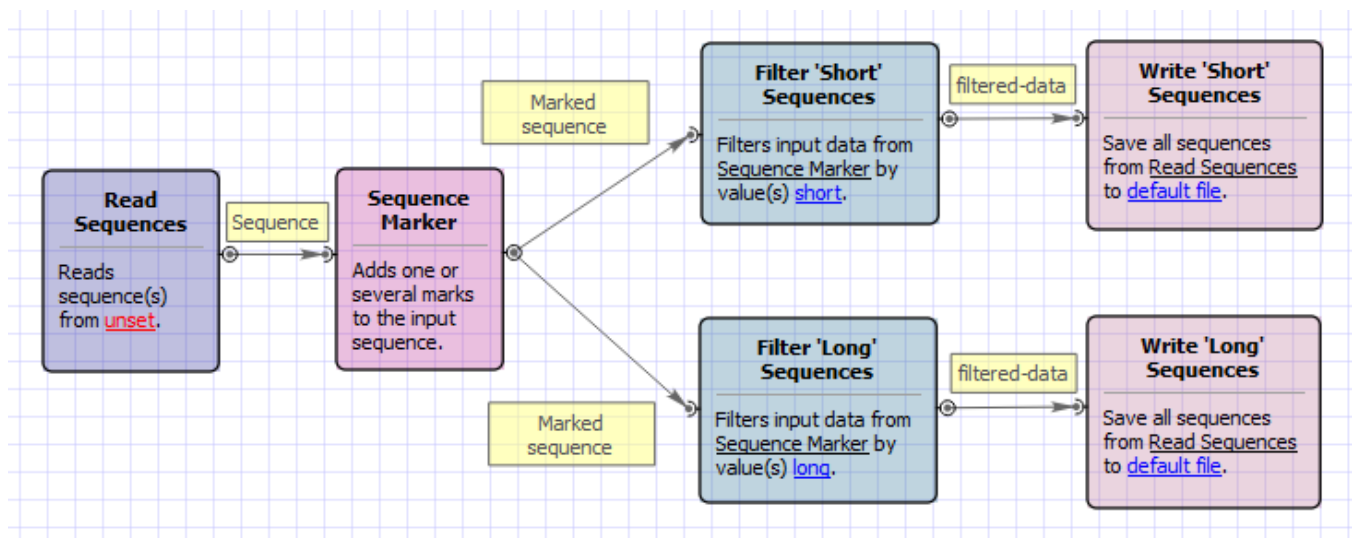 Read
Sequences
Reads
sequence(s)
from unset.
Sequence
Sequence
Marker
Adds one or
several marks
to the input
sequence.
Marked
sequence
Filter 'Short'
Sequences
Filters input data from
Sequence Marker by
value(s) short.
filtered-data
Write 'Short'
Sequences
Save all sequences
from Read Sequences
to default file.
Marked
sequence
Filter 'Long'
Sequences
Filters input data from
Sequence Marker by
value(s) long.
filtered-data
Write 'Long'
Sequences
Save all sequences
from Read Sequences
to default file.